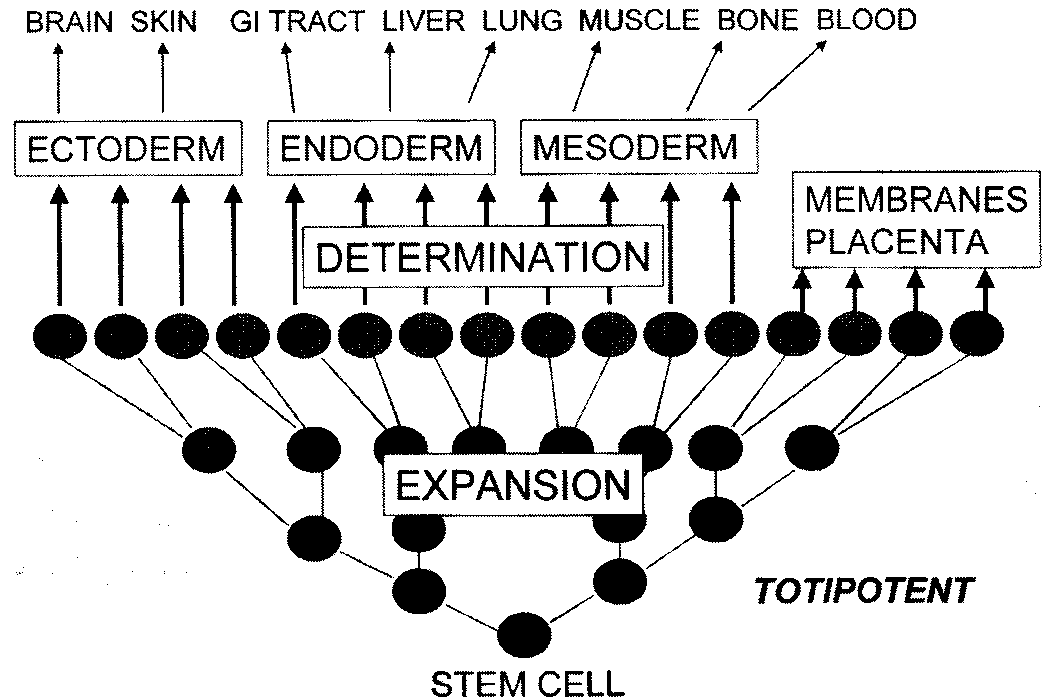 BRAIN SKIN GI TRACT LIVER LUNG MUSCLE BONE BLOOD
ECTODERM ENDODERM MESODERM
MEMBRANES
PLACENTA
DETERMINATION
EXPANSION
TOTIPOTENT
STEM CELL